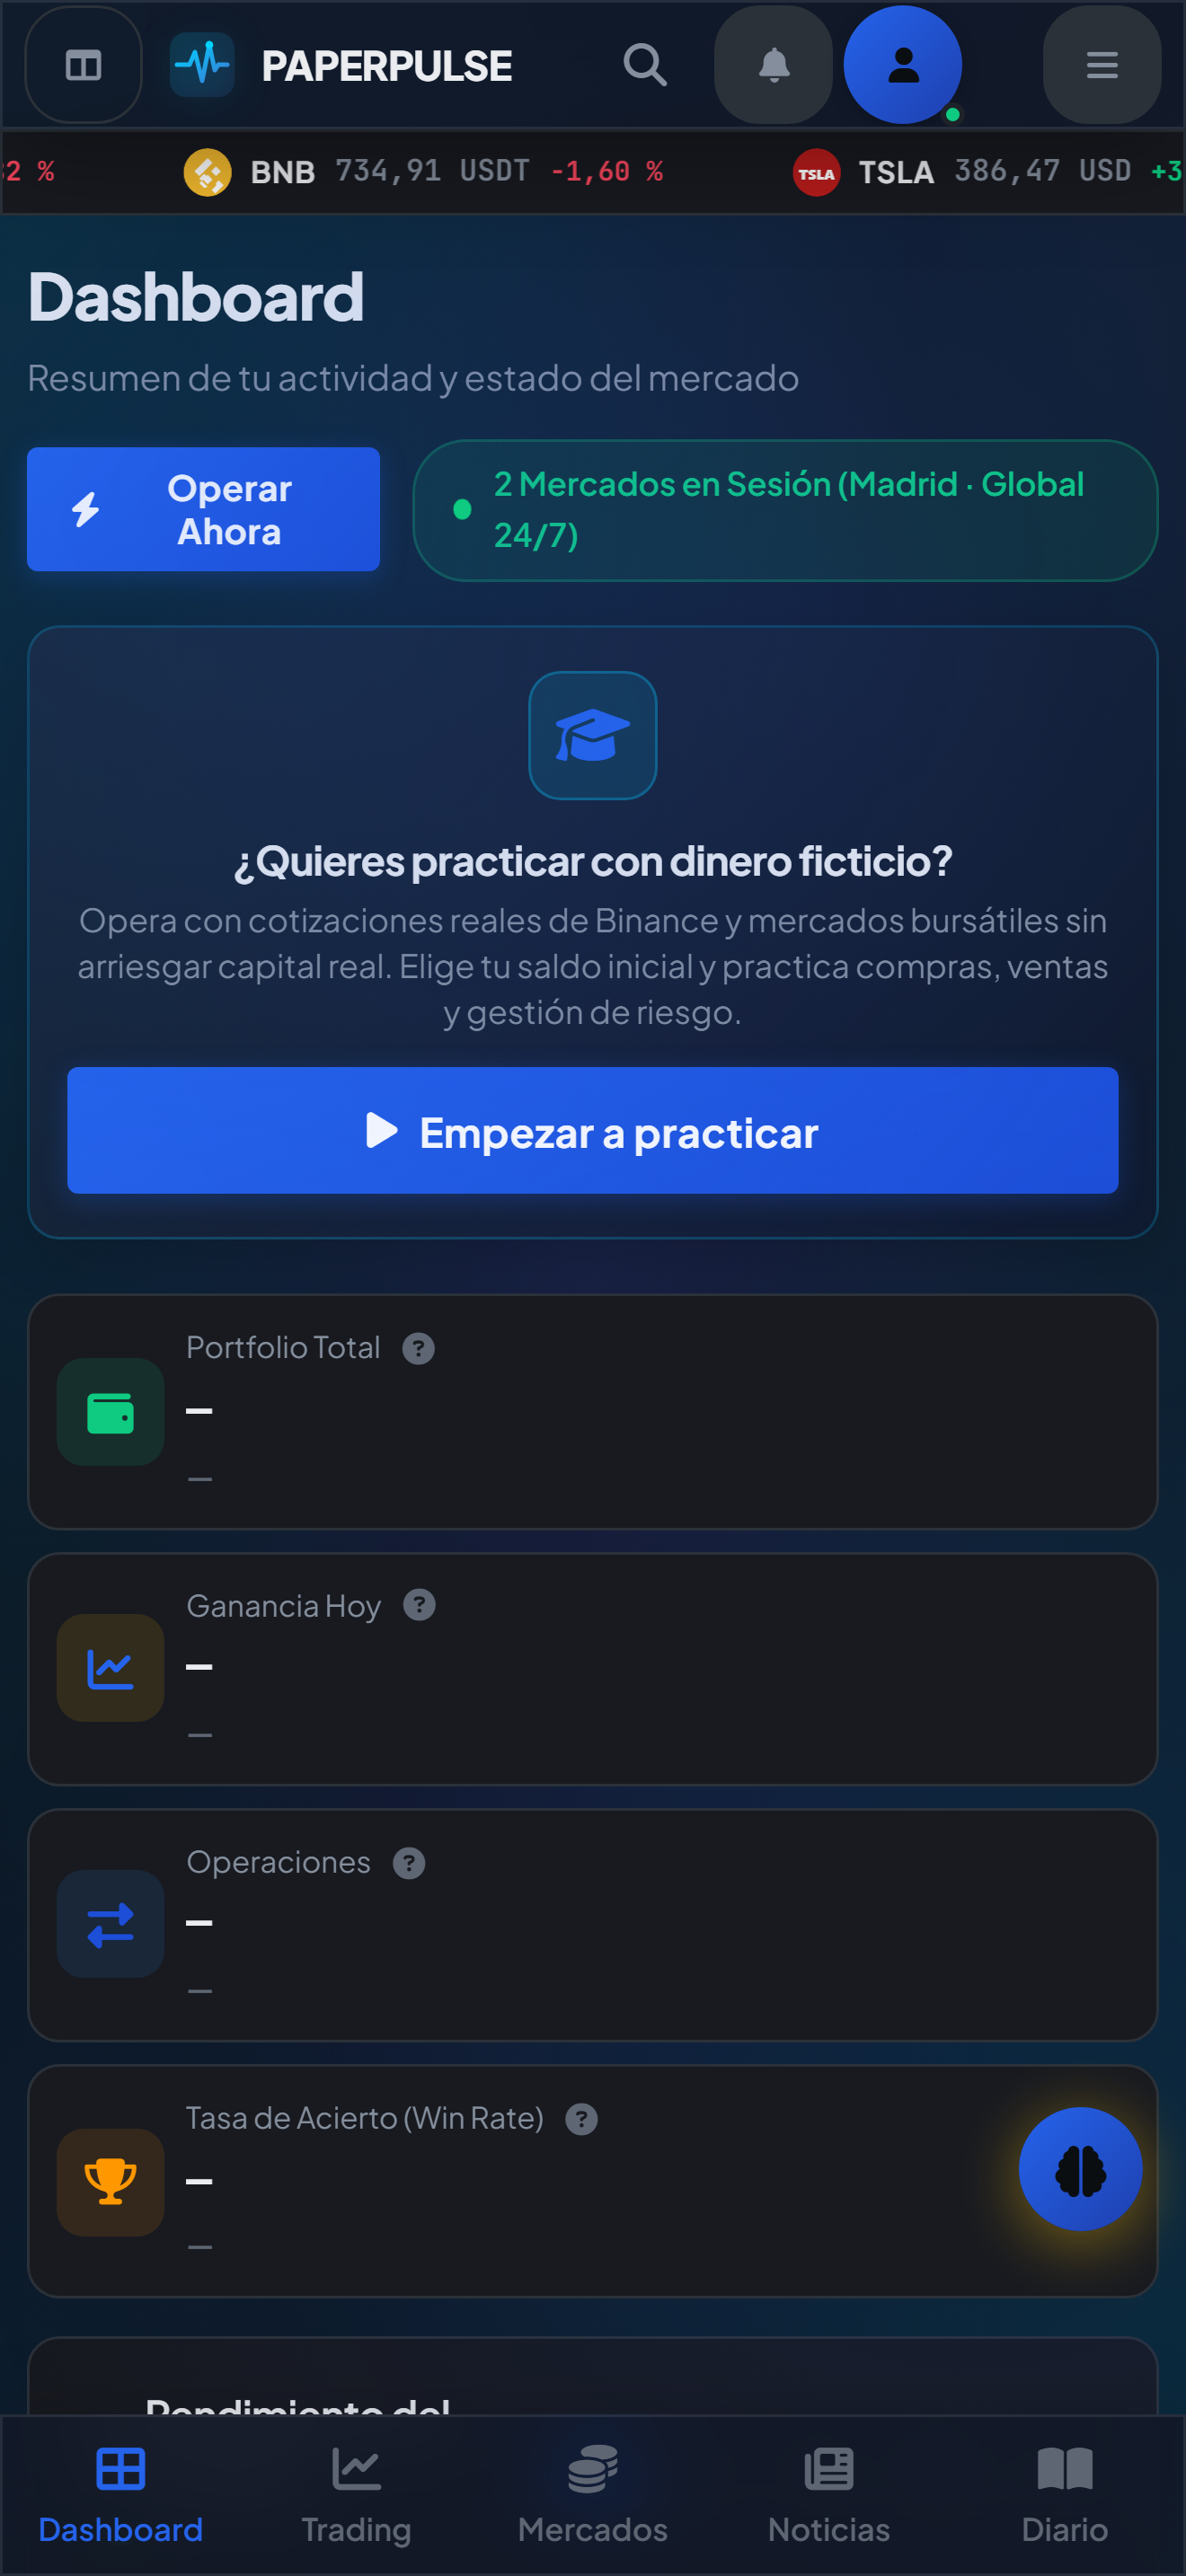 PAPERPULSE
2 % BNB 734,91 USDT -1,60 % TSLA TSLA 386,47 USD +3
Dashboard
Resumen de tu actividad y estado del mercado
Operar
Ahora
2 Mercados en Sesión (Madrid · Global
24/7)
¿Quieres practicar con dinero ficticio?
Opera con cotizaciones reales de Binance y mercados bursátiles sin
arriesgar capital real. Elige tu saldo inicial y practica compras, ventas
y gestión de riesgo.
Empezar a practicar
Portfolio Total ?
—
—
Ganancia Hoy ?
—
—
Operaciones ?
—
—
Tasa de Acierto (Win Rate) ?
—
—
Rendimiento del
Dashboard Trading Mercados Noticias Diario